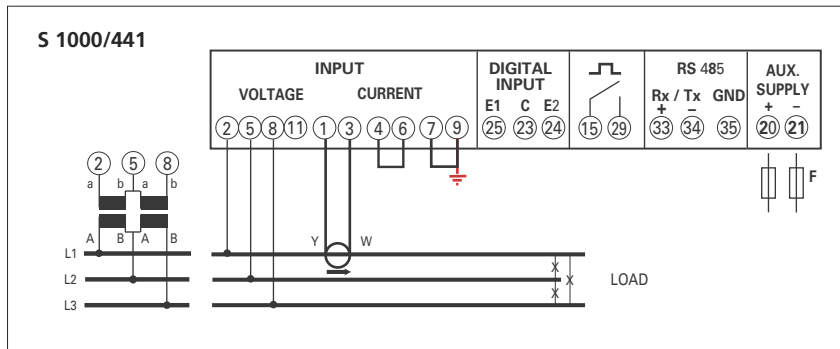 S 1000/441
INPUT
VOLTAGE CURRENT
2 5 8 11 1 3 4 6 7 9
DIGITAL
INPUT
E1 C E2
25 23 24
15 29
RS 485
Rx / Tx GND
+ –
33 34 35
AUX.
SUPPLY
+ –
20 21
F
2 5 8
a b a b
A B A B
Y W
L1
L2
L3
X
X
X
LOAD